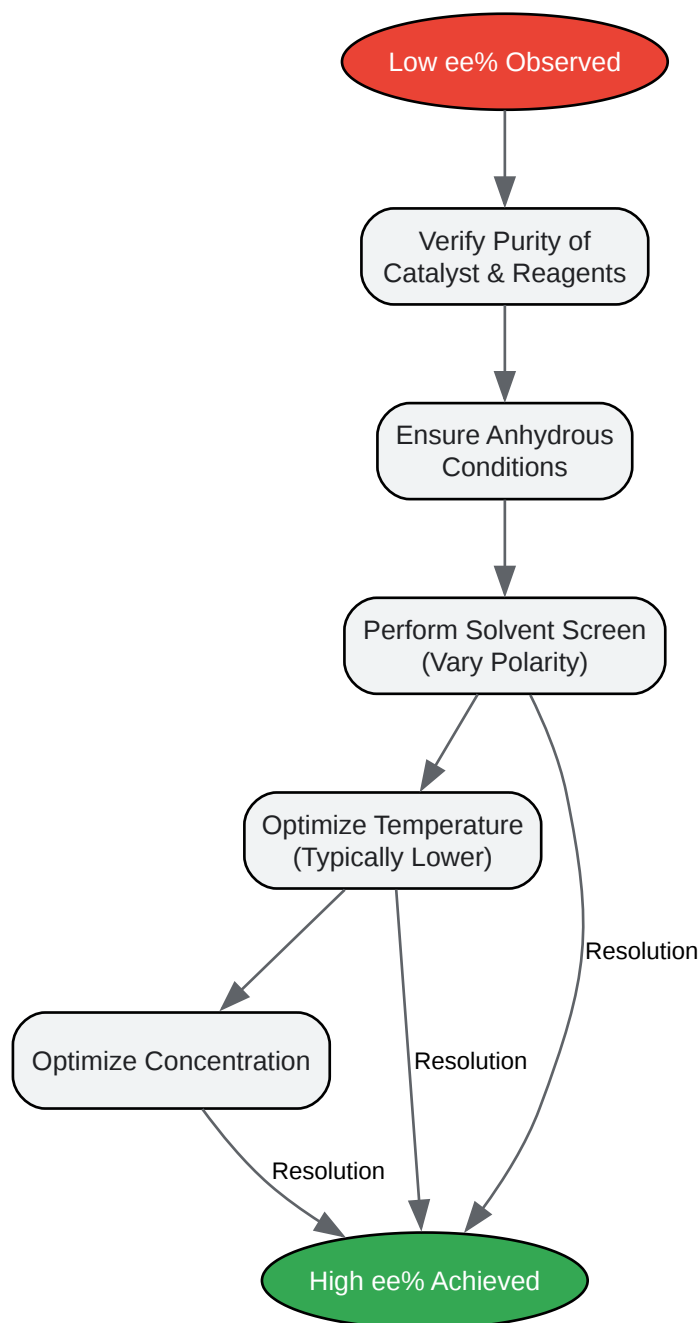 Low ee% Observed
Verify Purity of
Catalyst & Reagents
Ensure Anhydrous
Conditions
Perform Solvent Screen
(Vary Polarity)
Optimize Temperature
(Typically Lower)
Resolution
Optimize Concentration
Resolution
Resolution
High ee% Achieved